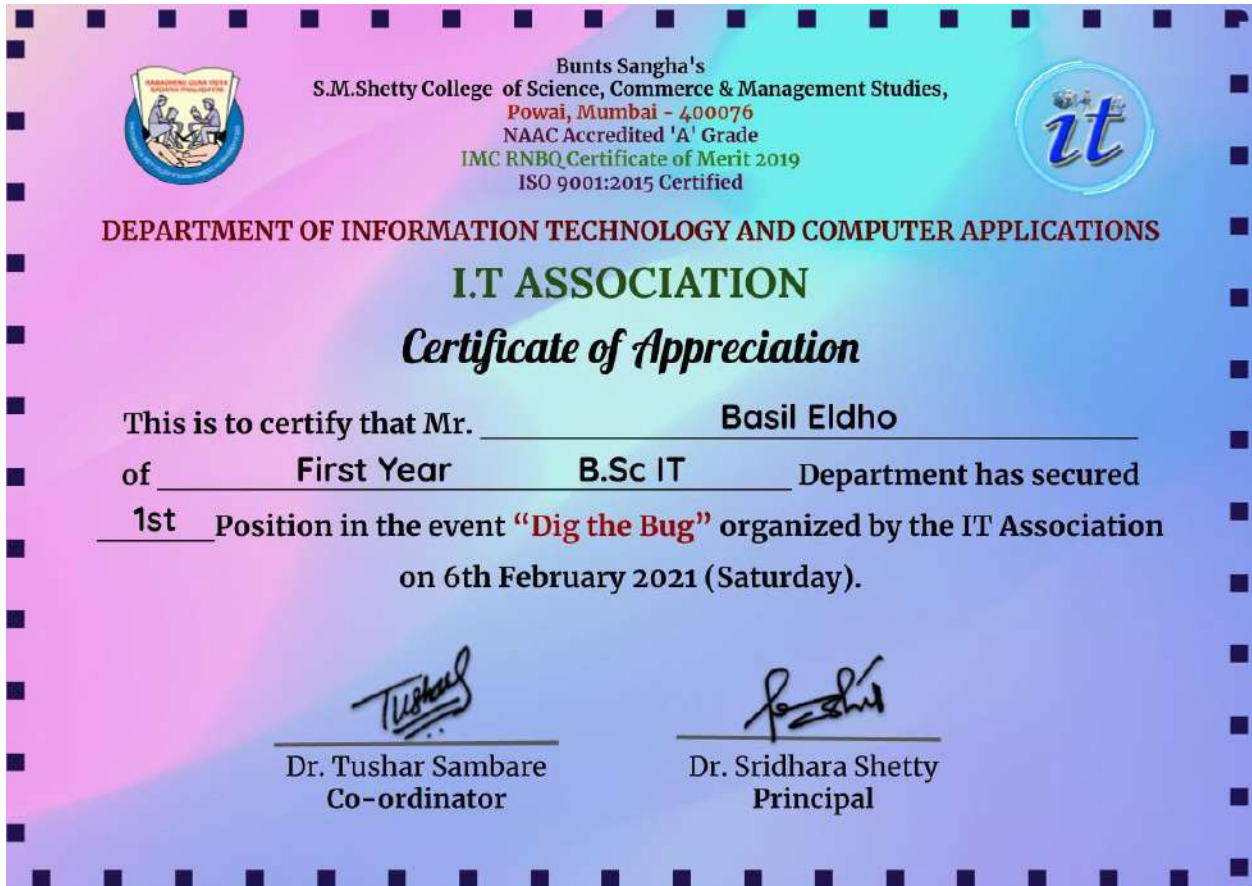 Bunts Sangha's
S.M.Shetty College of Science, Commerce & Management Studies,
Powai, Mumbai - 400076
NAAC Accredited 'A' Grade
IMC RNBQ Certificate of Merit 2019
ISO 9001:2015 Certified
it
DEPARTMENT OF INFORMATION TECHNOLOGY AND COMPUTER APPLICATIONS
I.T ASSOCIATION
Certificate of Appreciation
This is to certify that Mr. Basil Eldho
of First Year B.Sc IT Department has secured
1st Position in the event “Dig the Bug” organized by the IT Association
on 6th February 2021 (Saturday).
Tushar
Dr. Tushar Sambare
Co-ordinator
Dr. Sridhara Shetty
Principal